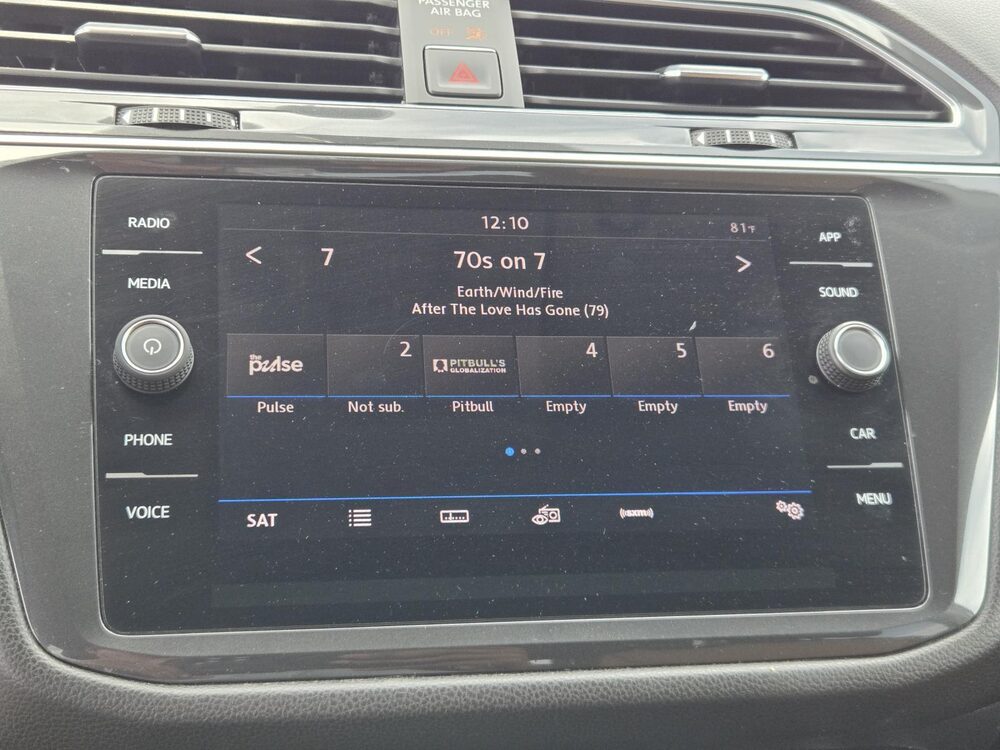 PASSENGER
AIR BAG
OFF
RADIO
12:10
81°F
APP
< 7 70s on 7 >
MEDIA
Earth/Wind/Fire
SOUND
After The Love Has Gone (79)
the pulse
2
PITBULL'S
GLOBALIZATION
4
5
6
Pulse
Not sub.
Pitbull
Empty
Empty
Empty
PHONE
CAR
VOICE
SAT
((sxm))
MENU